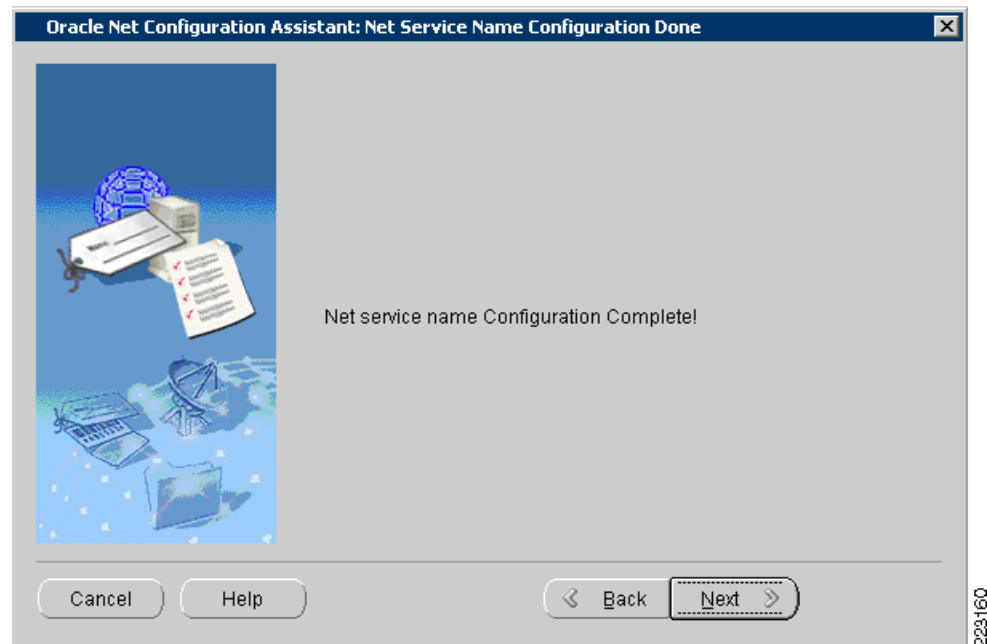 Oracle Net Configuration Assistant: Net Service Name Configuration Done
Name:
Net service name Configuration Complete!
Cancel
Help
Back
Next
223160